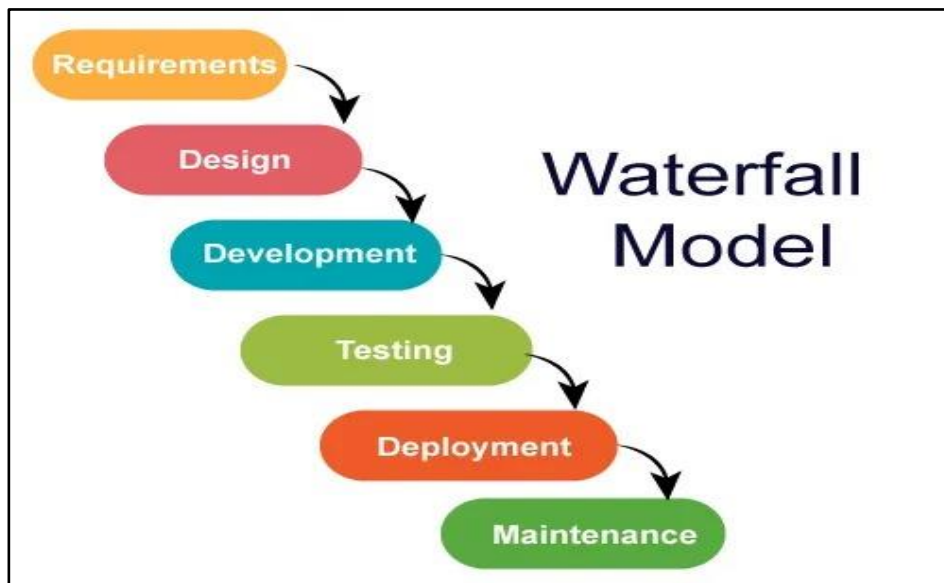 Requirements
Design
Development
Testing
Deployment
Maintenance
Waterfall
Model